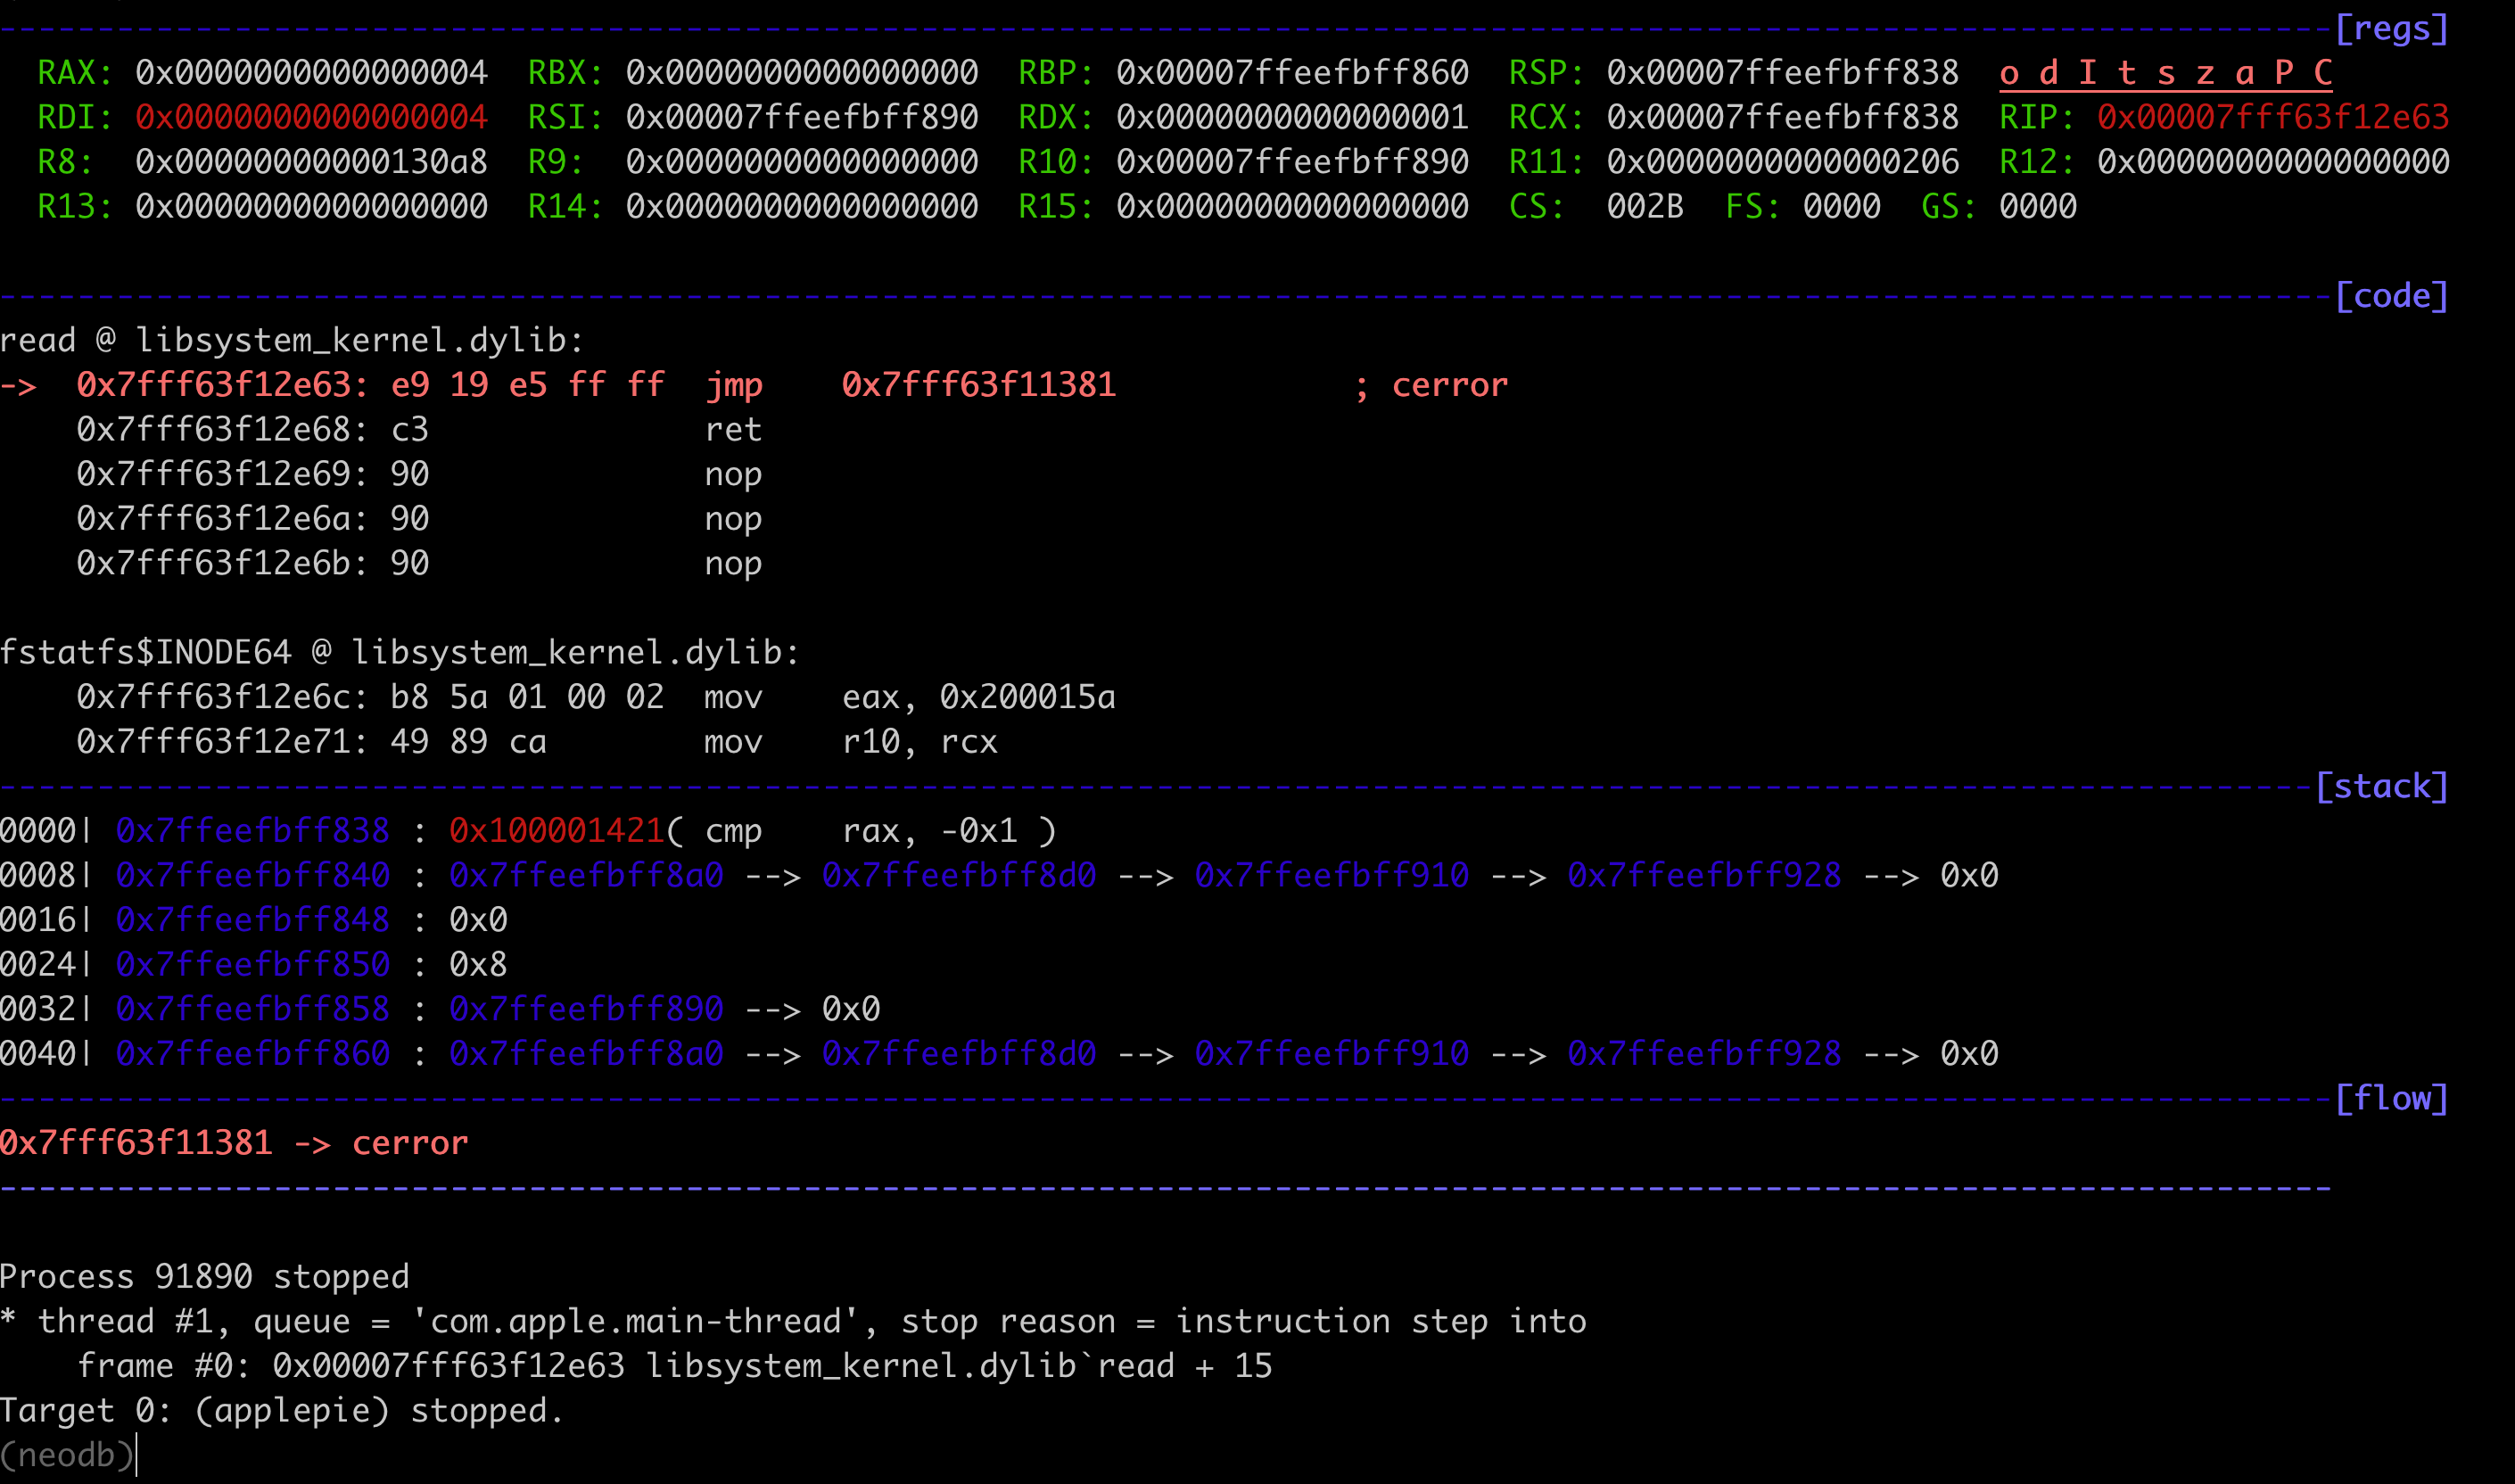 [regs]
RAX: 0x0000000000000004 RBX: 0x0000000000000000 RBP: 0x00007ffeefbff860 RSP: 0x00007ffeefbff838 o d I t s z a P C
RDI: 0x0000000000000004 RSI: 0x00007ffeefbff890 RDX: 0x0000000000000001 RCX: 0x00007ffeefbff838 RIP: 0x00007fff63f12e63
R8: 0x00000000000130a8 R9: 0x0000000000000000 R10: 0x00007ffeefbff890 R11: 0x0000000000000206 R12: 0x0000000000000000
R13: 0x0000000000000000 R14: 0x0000000000000000 R15: 0x0000000000000000 CS: 002B FS: 0000 GS: 0000
[code]
read @ libsystem_kernel.dylib:
-> 0x7fff63f12e63: e9 19 e5 ff ff jmp 0x7fff63f11381 ; cerror
0x7fff63f12e68: c3 ret
0x7fff63f12e69: 90 nop
0x7fff63f12e6a: 90 nop
0x7fff63f12e6b: 90 nop
fstatfs$INODE64 @ libsystem_kernel.dylib:
0x7fff63f12e6c: b8 5a 01 00 02 mov eax, 0x200015a
0x7fff63f12e71: 49 89 ca mov r10, rcx
[stack]
0000| 0x7ffeefbff838 : 0x100001421( cmp rax, -0x1 )
0008| 0x7ffeefbff840 : 0x7ffeefbff8a0 --> 0x7ffeefbff8d0 --> 0x7ffeefbff910 --> 0x7ffeefbff928 --> 0x0
0016| 0x7ffeefbff848 : 0x0
0024| 0x7ffeefbff850 : 0x8
0032| 0x7ffeefbff858 : 0x7ffeefbff890 --> 0x0
0040| 0x7ffeefbff860 : 0x7ffeefbff8a0 --> 0x7ffeefbff8d0 --> 0x7ffeefbff910 --> 0x7ffeefbff928 --> 0x0
[flow]
0x7fff63f11381 -> cerror
Process 91890 stopped
* thread #1, queue = 'com.apple.main-thread', stop reason = instruction step into
frame #0: 0x00007fff63f12e63 libsystem_kernel.dylib`read + 15
Target 0: (applepie) stopped.
(neodb)